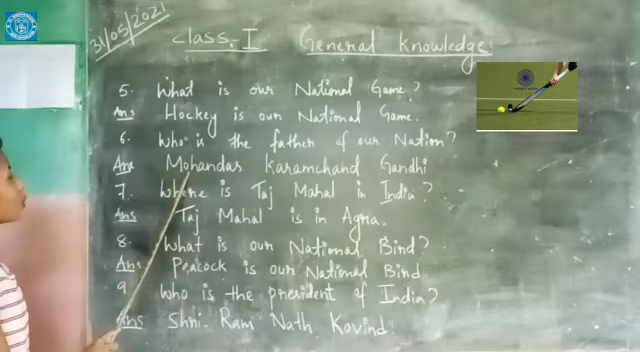 31/05/2021
Class-I General knowledge
5. What is our National Game?
Ans Hockey is our National Game.
6. Who is the father of our Nation?
Ans Mohandas Karamchand Gandhi
7. Where is Taj Mahal in India?
Ans Taj Mahal is in Agra.
8. What is our National Bird?
Ans Peacock is our National Bird.
9 Who is the president of India?
Ans Shri. Ram Nath Kovind